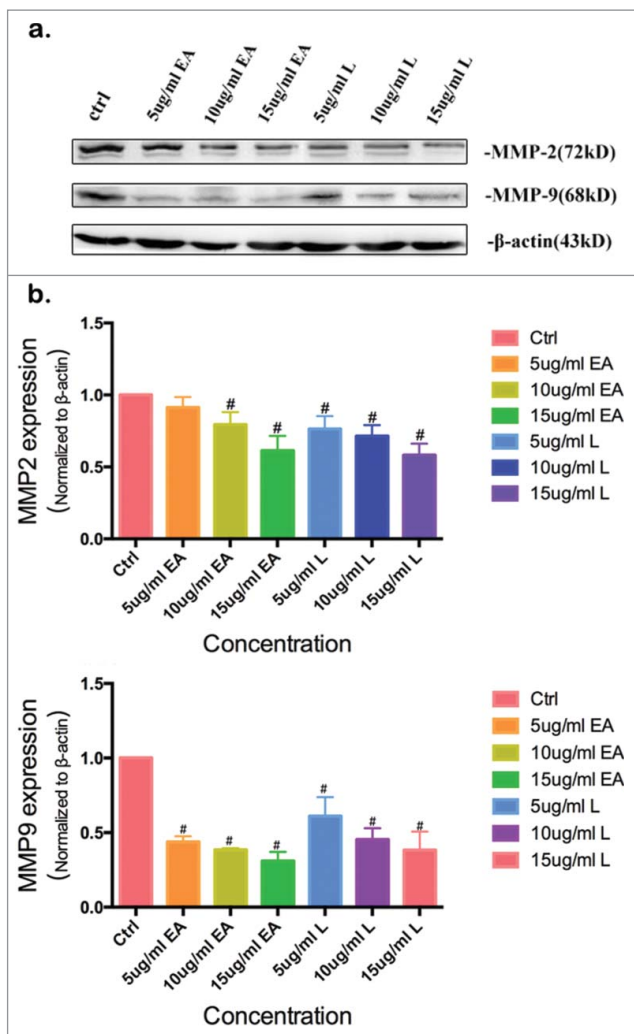 a.
ctrl 5ug/ml EA 10ug/ml EA 15ug/ml EA 5ug/ml L 10ug/ml L 15ug/ml L
-MMP-2(72kD)
-MMP-9(68kD)
-β-actin(43kD)
b.
MMP2 expression
(Normalized to β-actin)
1.5
1.0
0.5
0.0
# # # # #
Ctrl 5ug/ml EA 10ug/ml EA 15ug/ml EA 5ug/ml L 10ug/ml L 15ug/ml L
Concentration
Ctrl
5ug/ml EA
10ug/ml EA
15ug/ml EA
5ug/ml L
10ug/ml L
15ug/ml L
MMP9 expression
(Normalized to β-actin)
1.5
1.0
0.5
0.0
# # # # # #
Ctrl 5ug/ml EA 10ug/ml EA 15ug/ml EA 5ug/ml L 10ug/ml L 15ug/ml L
Concentration
Ctrl
5ug/ml EA
10ug/ml EA
15ug/ml EA
5ug/ml L
10ug/ml L
15ug/ml L